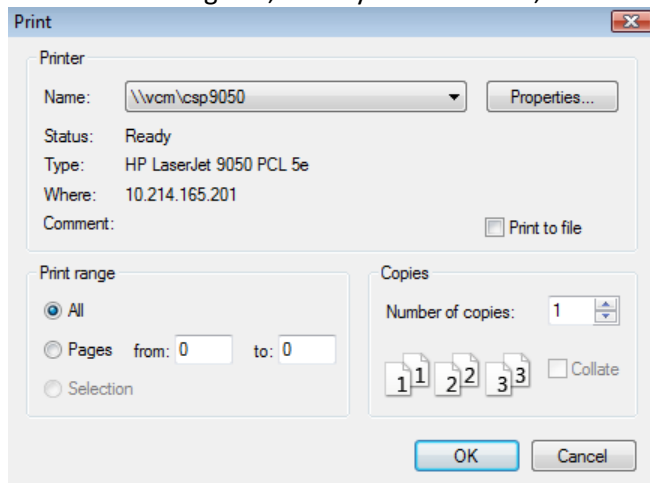 Print
Printer
Name: \\vcm\csp9050 Properties...
Status: Ready
Type: HP LaserJet 9050 PCL 5e
Where: 10.214.165.201
Comment: Print to file
Print range
All
Pages from: 0 to: 0
Selection
Copies
Number of copies: 1
1 1 2 2 3 3 Collate
OK Cancel